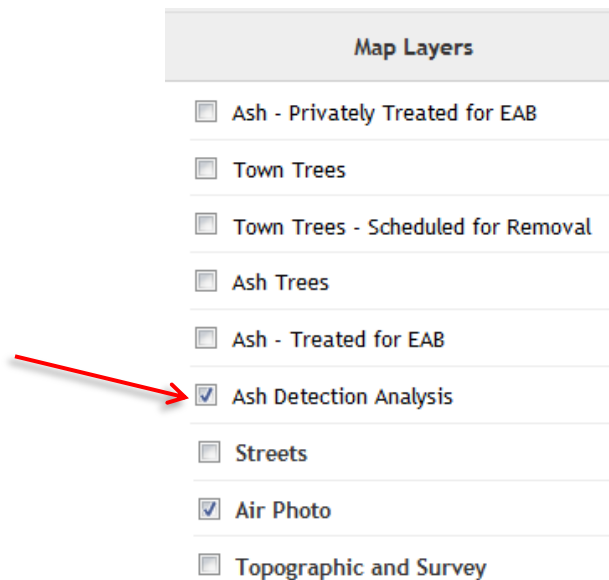 Map Layers
Ash - Privately Treated for EAB
Town Trees
Town Trees - Scheduled for Removal
Ash Trees
Ash - Treated for EAB
Ash Detection Analysis
Streets
Air Photo
Topographic and Survey